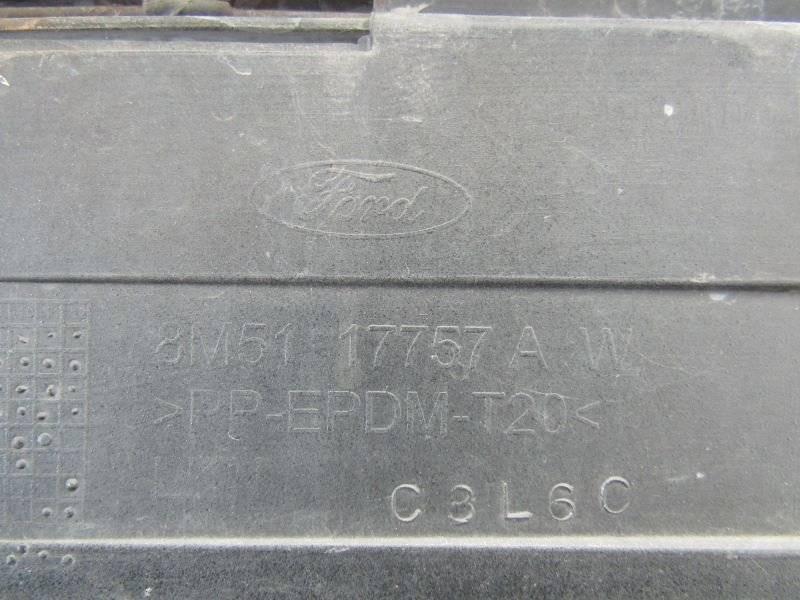 Ford
8M51 17757 A W
>PP-EPDM-T20<
C3L6C